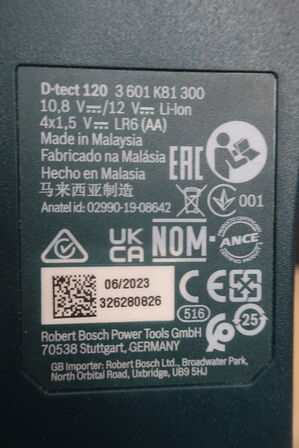 D-tect 120 3 601 K81 300
10,8 V⎓/12 V⎓ Li-Ion
4x1,5 V⎓ LR6 (AA)
Made in Malaysia
Fabricado na Malásia
Hecho en Malasia
马来西亚制造
Anatel id: 02990-19-08642
EAC
001
UK
CA
NOM
ANCE
06/2023
326280826
CE
516
25
Robert Bosch Power Tools GmbH
70538 Stuttgart, GERMANY
GB Importer: Robert Bosch Ltd., Broadwater Park,
North Orbital Road, Uxbridge, UB9 5HJ